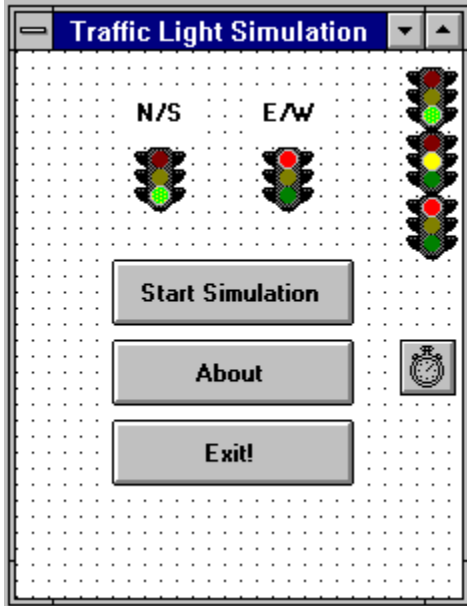 Traffic Light Simulation
N/S E/W
Start Simulation
About
Exit!